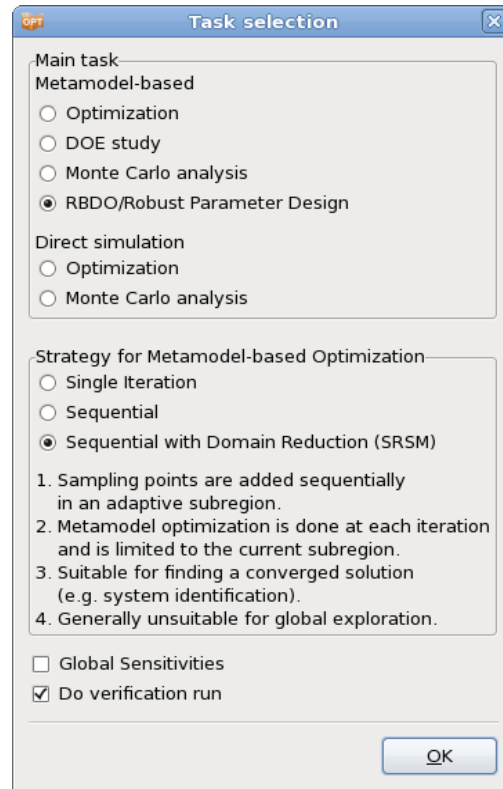 OPT
Task selection
Main task
Metamodel-based
Optimization
DOE study
Monte Carlo analysis
RBDO/Robust Parameter Design
Direct simulation
Optimization
Monte Carlo analysis
Strategy for Metamodel-based Optimization
Single Iteration
Sequential
Sequential with Domain Reduction (SRSM)
1. Sampling points are added sequentially
in an adaptive subregion.
2. Metamodel optimization is done at each iteration
and is limited to the current subregion.
3. Suitable for finding a converged solution
(e.g. system identification).
4. Generally unsuitable for global exploration.
Global Sensitivities
Do verification run
OK